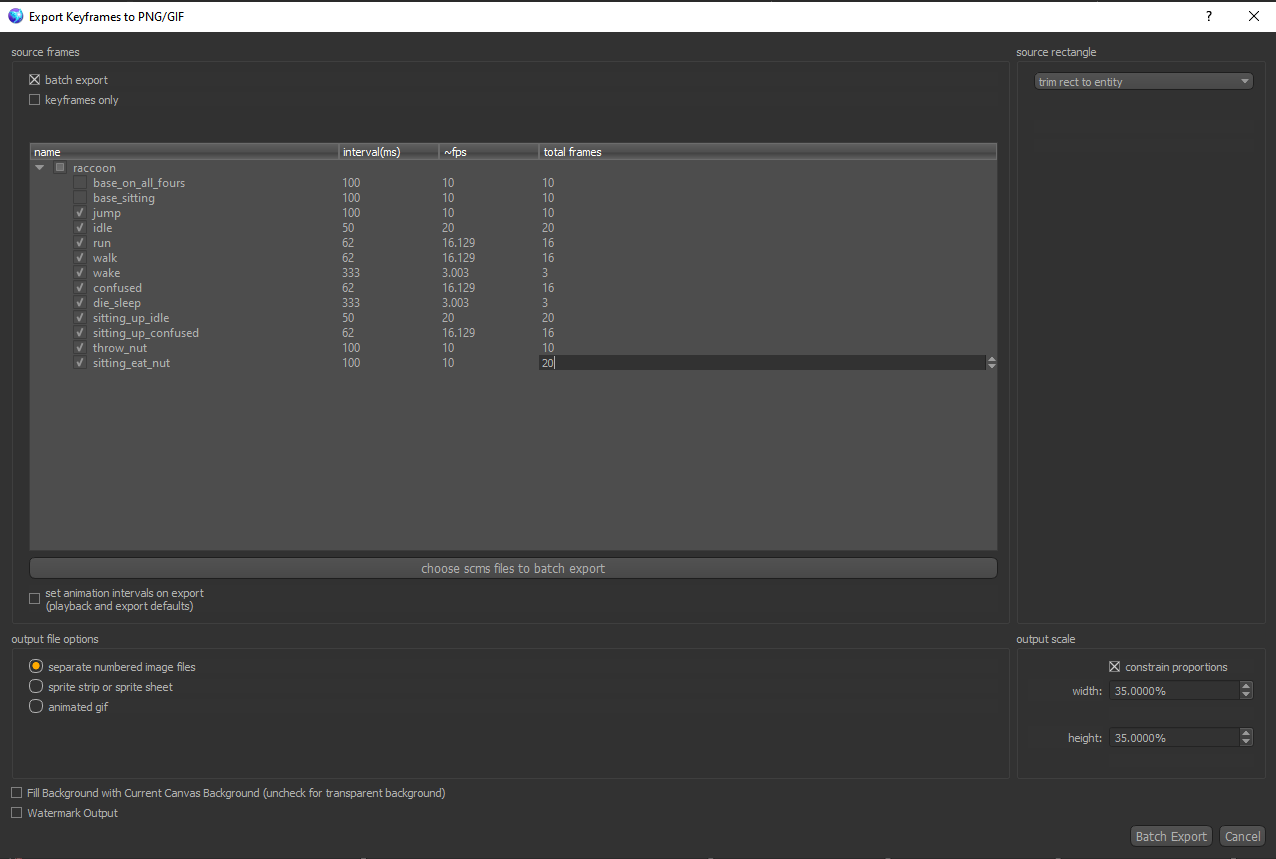 Export Keyframes to PNG/GIF
?
source frames
source rectangle
batch export
trim rect to entity
keyframes only
name interval(ms) ~fps total frames
raccoon
base_on_all_fours 100 10 10
base_sitting 100 10 10
jump 100 10 10
idle 50 20 20
run 62 16.129 16
walk 62 16.129 16
wake 333 3.003 3
confused 62 16.129 16
die_sleep 333 3.003 3
sitting_up_idle 50 20 20
sitting_up_confused 62 16.129 16
throw_nut 100 10 10
sitting_eat_nut 100 10 20
choose scms files to batch export
set animation intervals on export
(playback and export defaults)
output file options
output scale
separate numbered image files
constrain proportions
sprite strip or sprite sheet
width: 35.0000%
animated gif
height: 35.0000%
Fill Background with Current Canvas Background (uncheck for transparent background)
Watermark Output
Batch Export Cancel